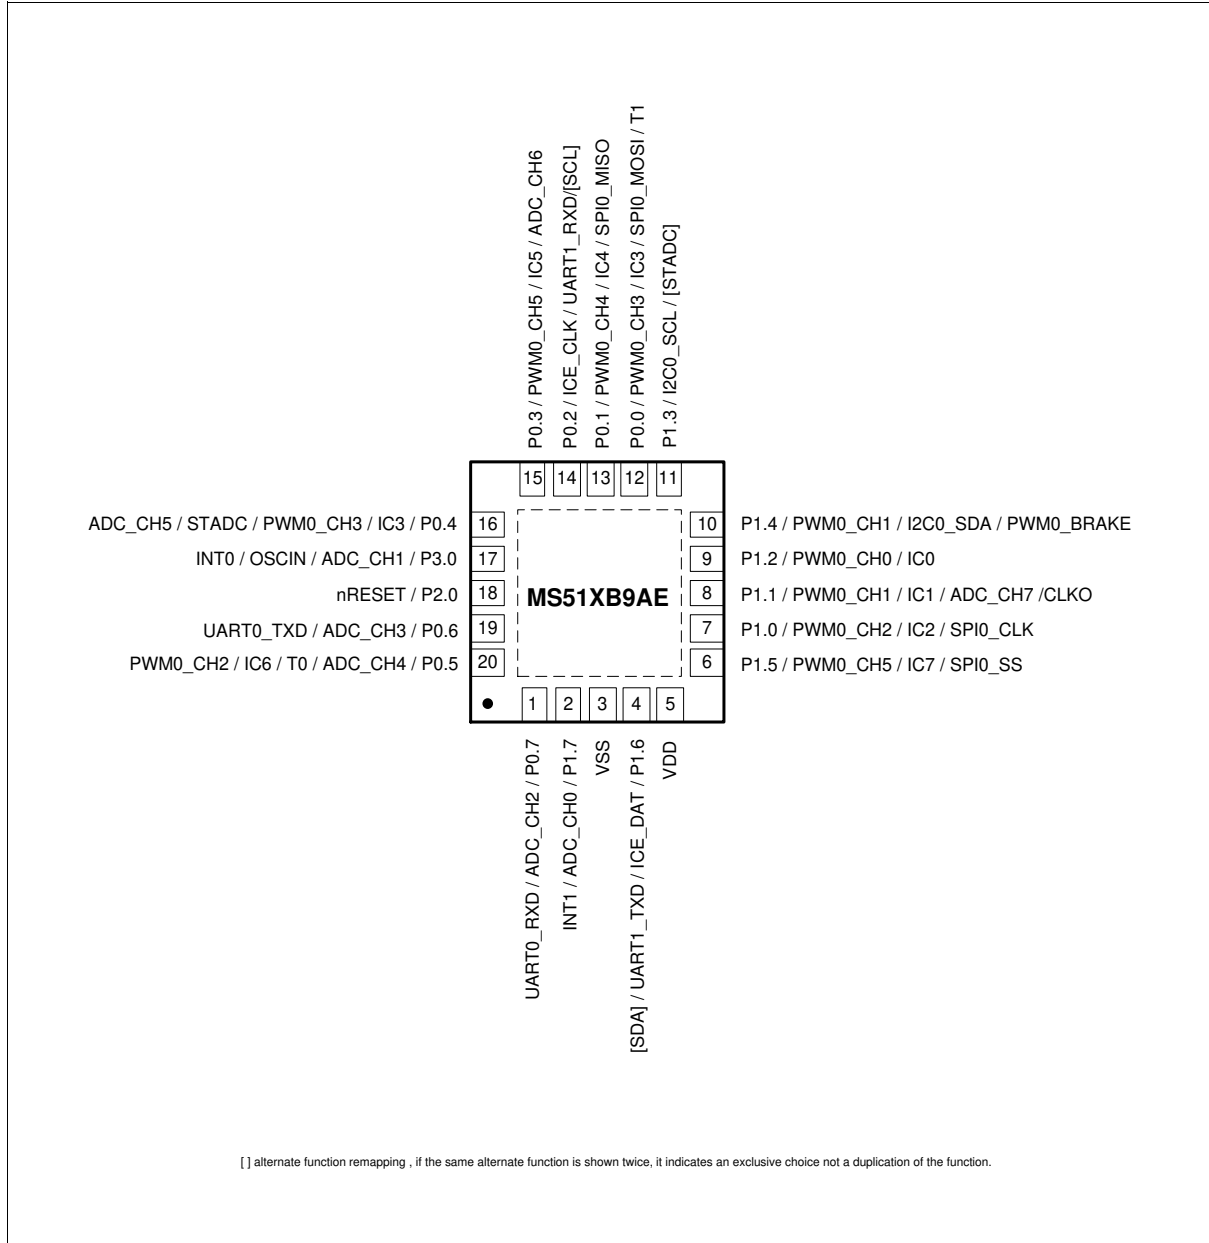 P0.3 / PWM0_CH5 / IC5 / ADC_CH6
P0.2 / ICE_CLK / UART1_RXD/[SCL]
P0.1 / PWM0_CH4 / IC4 / SPI0_MISO
P0.0 / PWM0_CH3 / IC3 / SPI0_MOSI / T1
P1.3 / I2C0_SCL / [STADC]
15 14 13 12 11
ADC_CH5 / STADC / PWM0_CH3 / IC3 / P0.4 16
10 P1.4 / PWM0_CH1 / I2C0_SDA / PWM0_BRAKE
INT0 / OSCIN / ADC_CH1 / P3.0 17
9 P1.2 / PWM0_CH0 / IC0
nRESET / P2.0 18
MS51XB9AE
8 P1.1 / PWM0_CH1 / IC1 / ADC_CH7 /CLKO
UART0_TXD / ADC_CH3 / P0.6 19
7 P1.0 / PWM0_CH2 / IC2 / SPI0_CLK
PWM0_CH2 / IC6 / T0 / ADC_CH4 / P0.5 20
6 P1.5 / PWM0_CH5 / IC7 / SPI0_SS
1 2 3 4 5
UART0_RXD / ADC_CH2 / P0.7
INT1 / ADC_CH0 / P1.7
VSS
[SDA] / UART1_TXD / ICE_DAT / P1.6
VDD
[ ] alternate function remapping , if the same alternate function is shown twice, it indicates an exclusive choice not a duplication of the function.